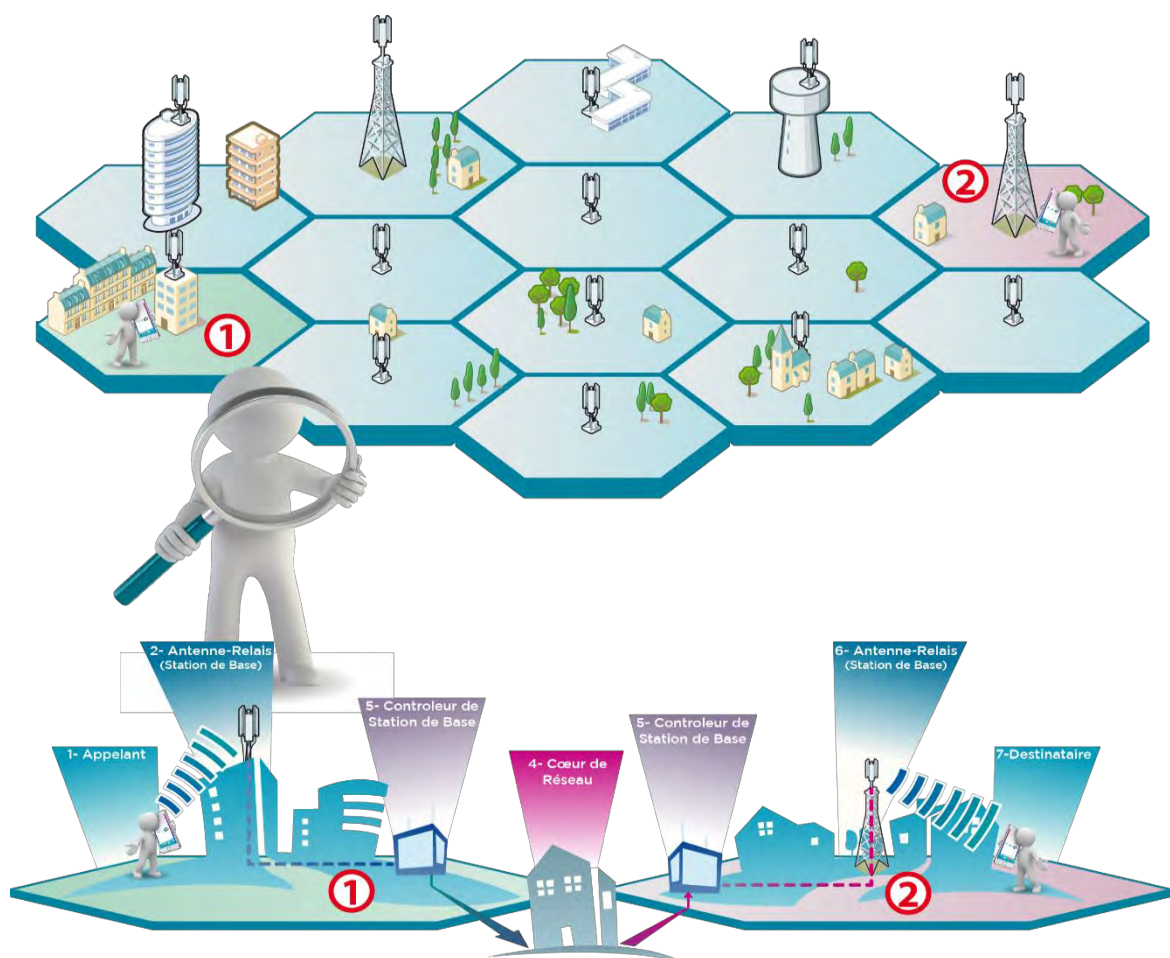 2
1
2- Antenne-Relais
(Station de Base)
6- Antenne-Relais
(Station de Base)
5- Controleur de
Station de Base
5- Controleur de
Station de Base
1- Appelant
4- Cœur de
Réseau
7-Destinataire
1
2